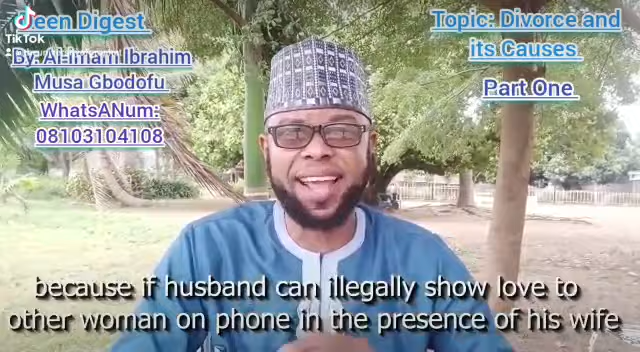 Deen Digest
TikTok
By: Al-Imam Ibrahim
Musa Gbodofu
WhatsANum:
08103104108
Topic: Divorce and
its Causes
Part One
because if husband can illegally show love to
other woman on phone in the presence of his wife